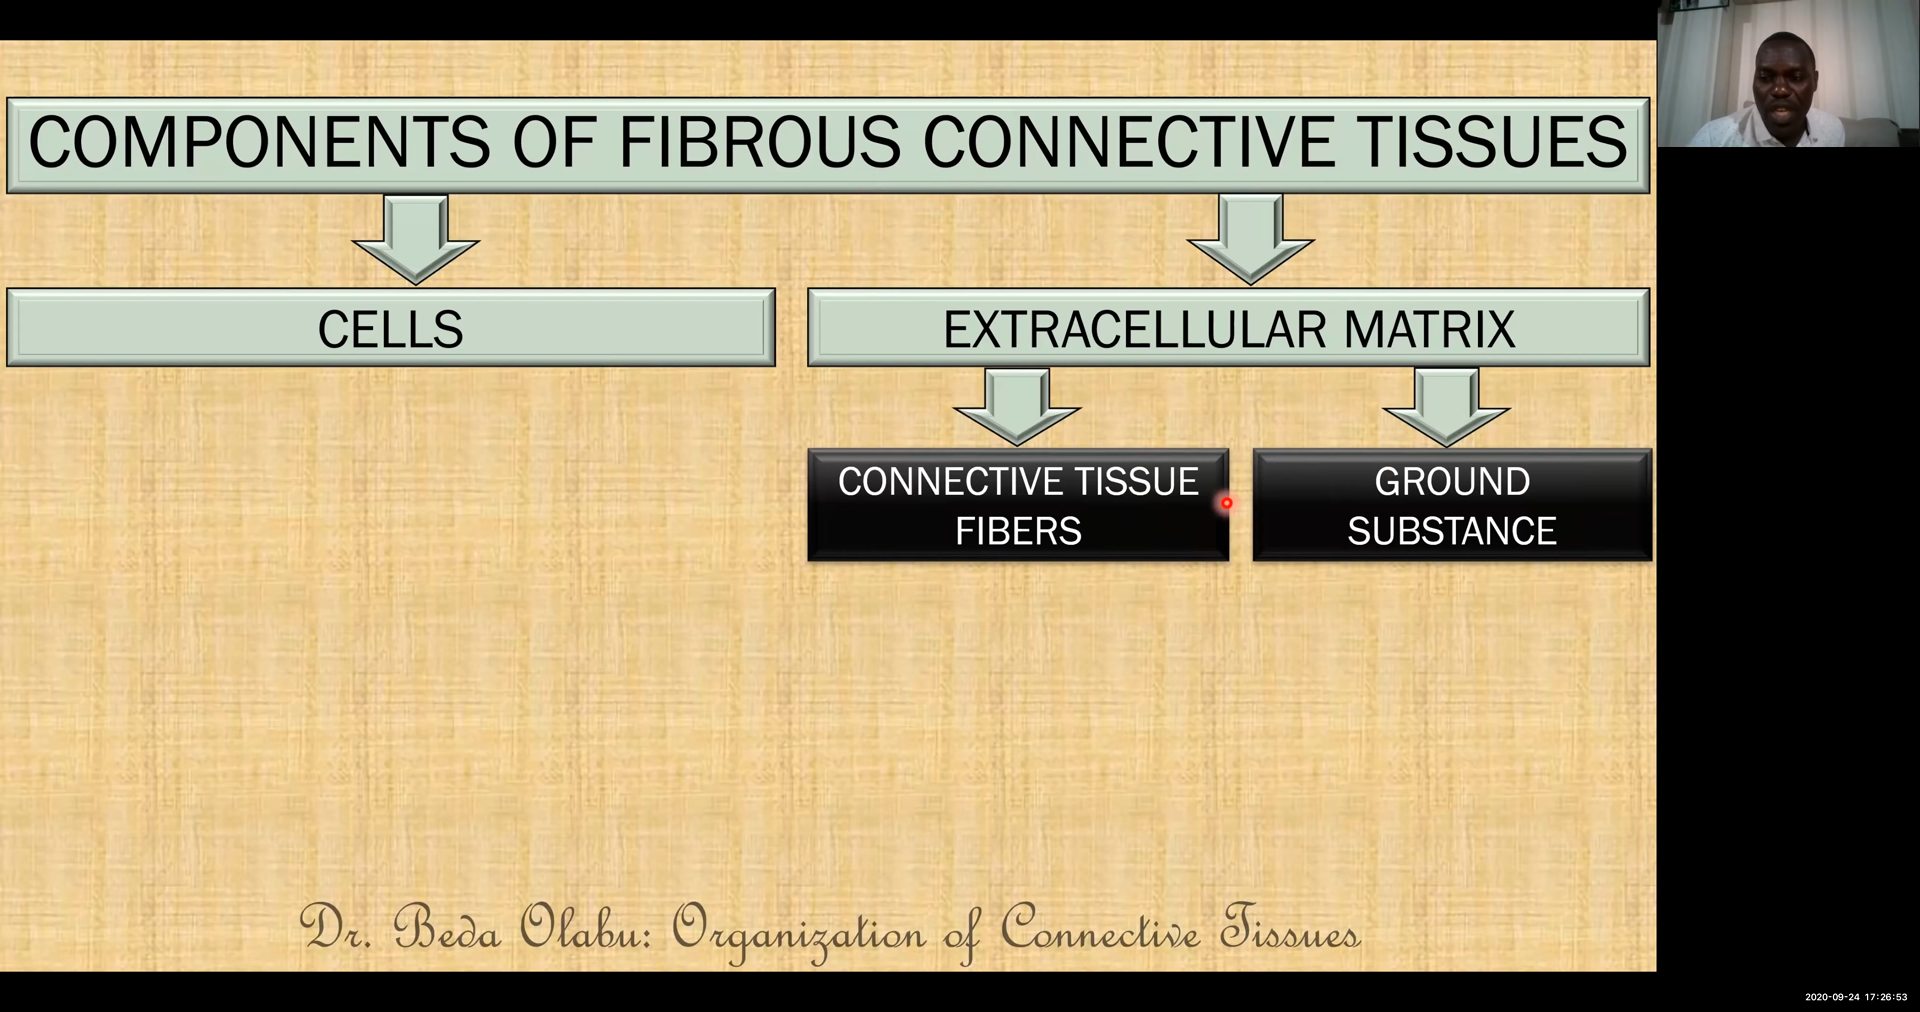 COMPONENTS OF FIBROUS CONNECTIVE TISSUES
CELLS
EXTRACELLULAR MATRIX
CONNECTIVE TISSUE
FIBERS
GROUND
SUBSTANCE
Dr. Beda Olabu: Organization of Connective Tissues
2020-09-24 17:26:53